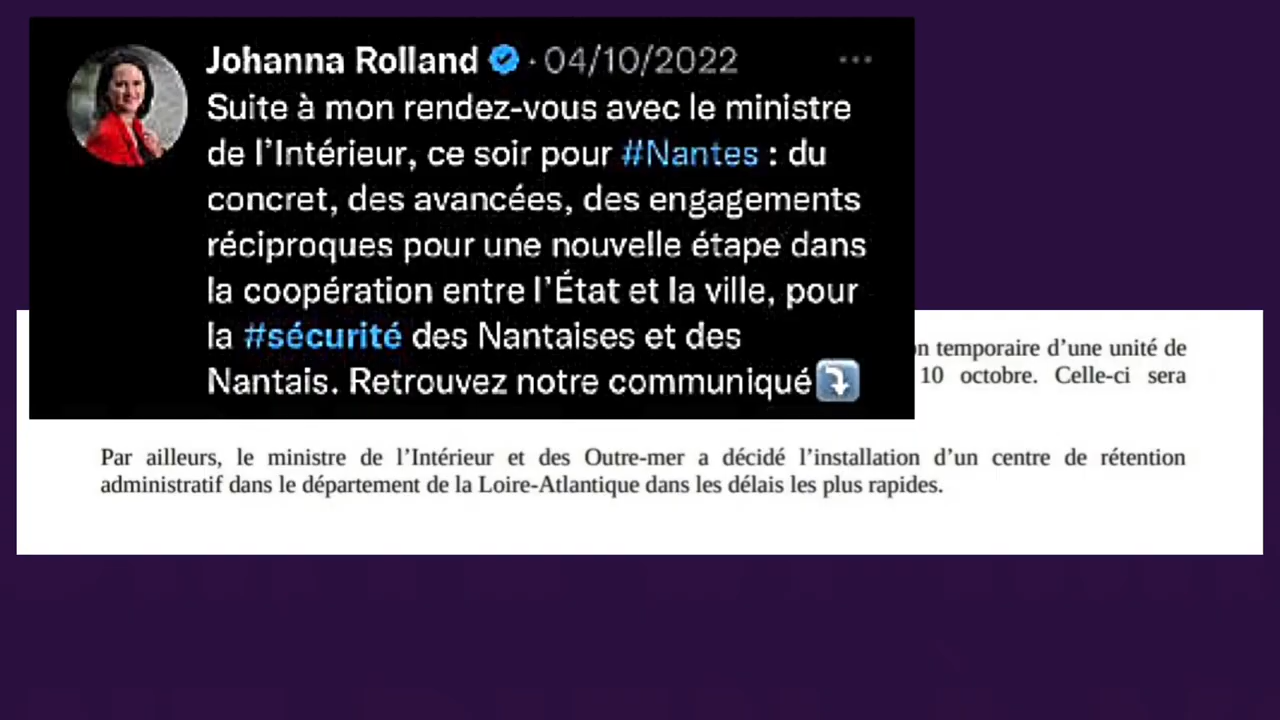 Johanna Rolland · 04/10/2022 ...
Suite à mon rendez-vous avec le ministre
de l'Intérieur, ce soir pour #Nantes : du
concret, des avancées, des engagements
réciproques pour une nouvelle étape dans
la coopération entre l'État et la ville, pour
la #sécurité des Nantaises et des
Nantais. Retrouvez notre communiqué⤵️
temporaire d'une unité de
10 octobre. Celle-ci sera
Par ailleurs, le ministre de l'Intérieur et des Outre-mer a décidé l'installation d'un centre de rétention
administratif dans le département de la Loire-Atlantique dans les délais les plus rapides.